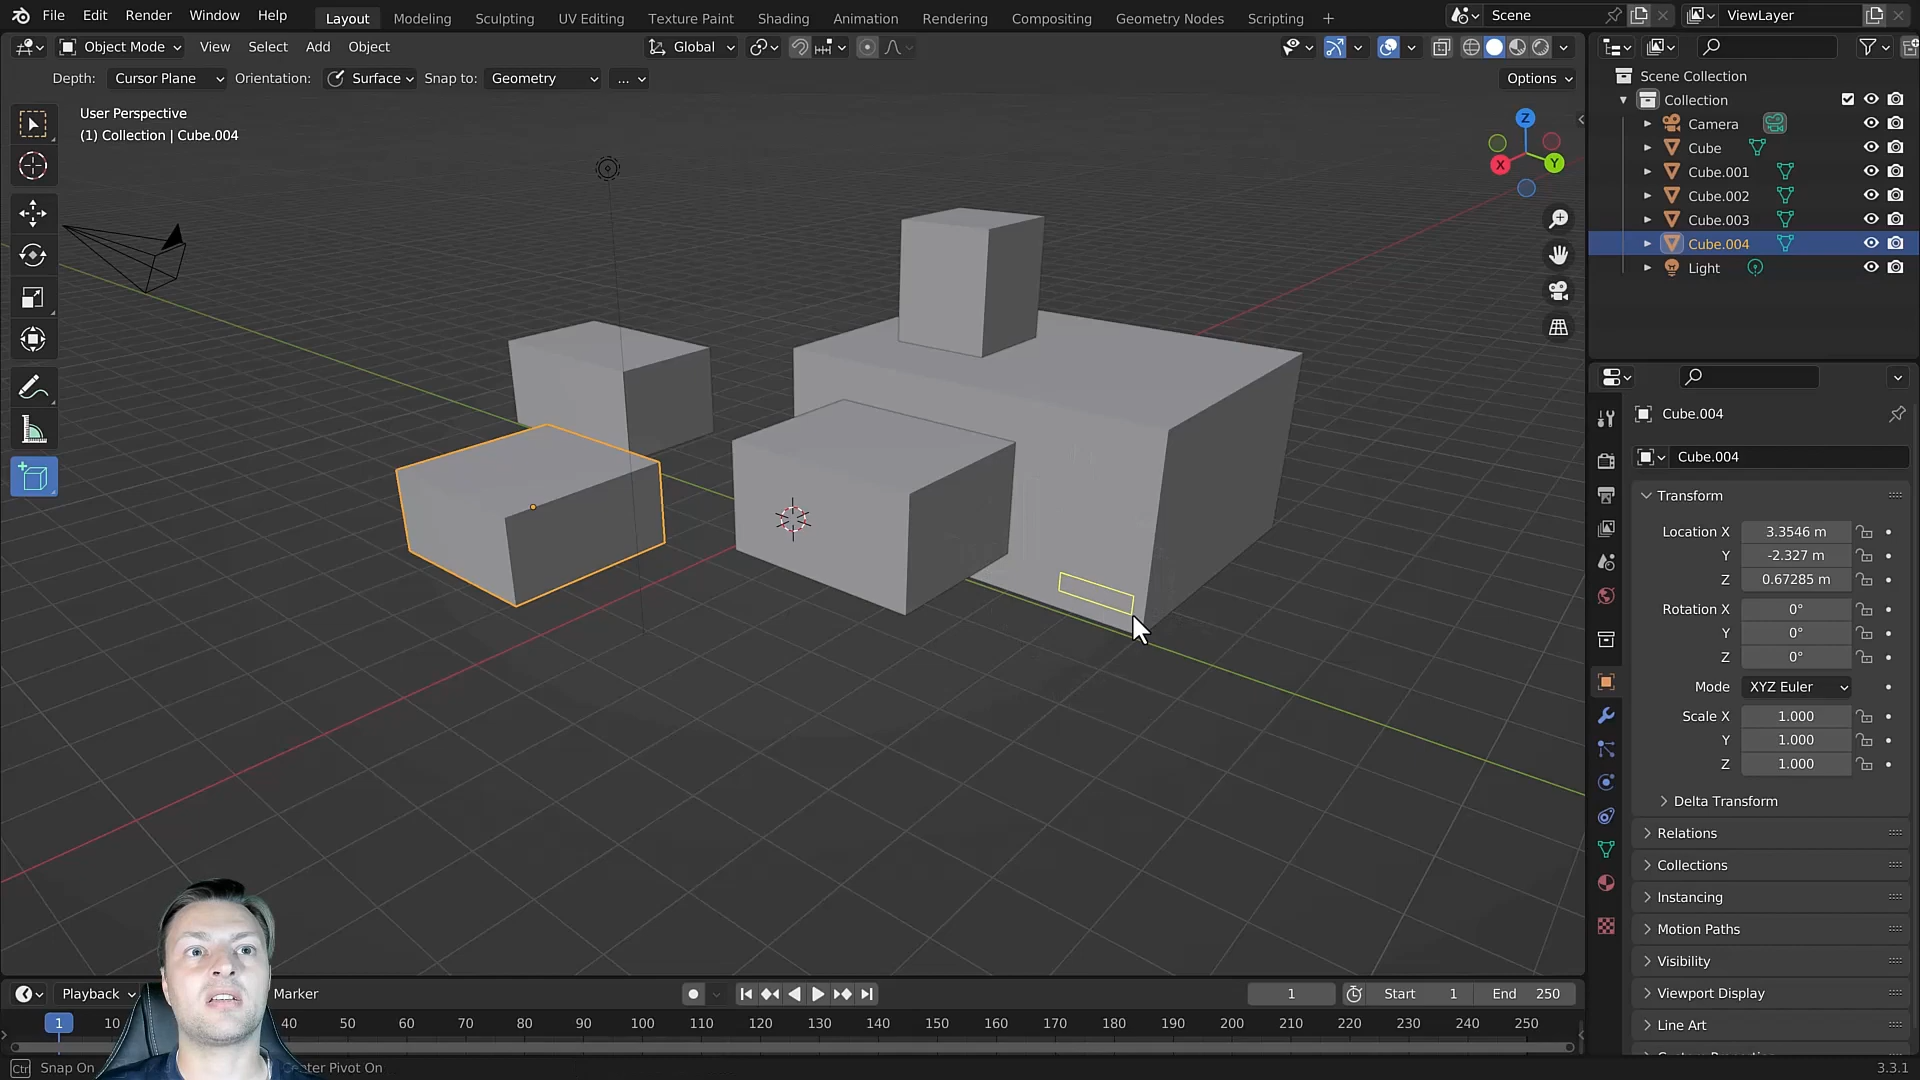 File Edit Render Window Help Layout Modeling Sculpting UV Editing Texture Paint Shading Animation Rendering Compositing Geometry Nodes Scripting + Scene ViewLayer
Object Mode View Select Add Object Global
Depth: Cursor Plane Orientation: Surface Snap to: Geometry ... Options
User Perspective
(1) Collection | Cube.004
Z
X
Y
Scene Collection
Collection
Camera
Cube
Cube.001
Cube.002
Cube.003
Cube.004
Light
Cube.004
Cube.004
Transform
Location X 3.3546 m
Y -2.327 m
Z 0.67285 m
Rotation X 0°
Y 0°
Z 0°
Mode XYZ Euler
Scale X 1.000
Y 1.000
Z 1.000
Delta Transform
Relations
Collections
Instancing
Motion Paths
Visibility
Viewport Display
Line Art
Playback Marker 1 Start 1 End 250
1 10 40 50 60 70 80 90 100 110 120 130 140 150 160 170 180 190 200 210 220 230 240 250
Ctrl Snap On Pivot On 3.3.1